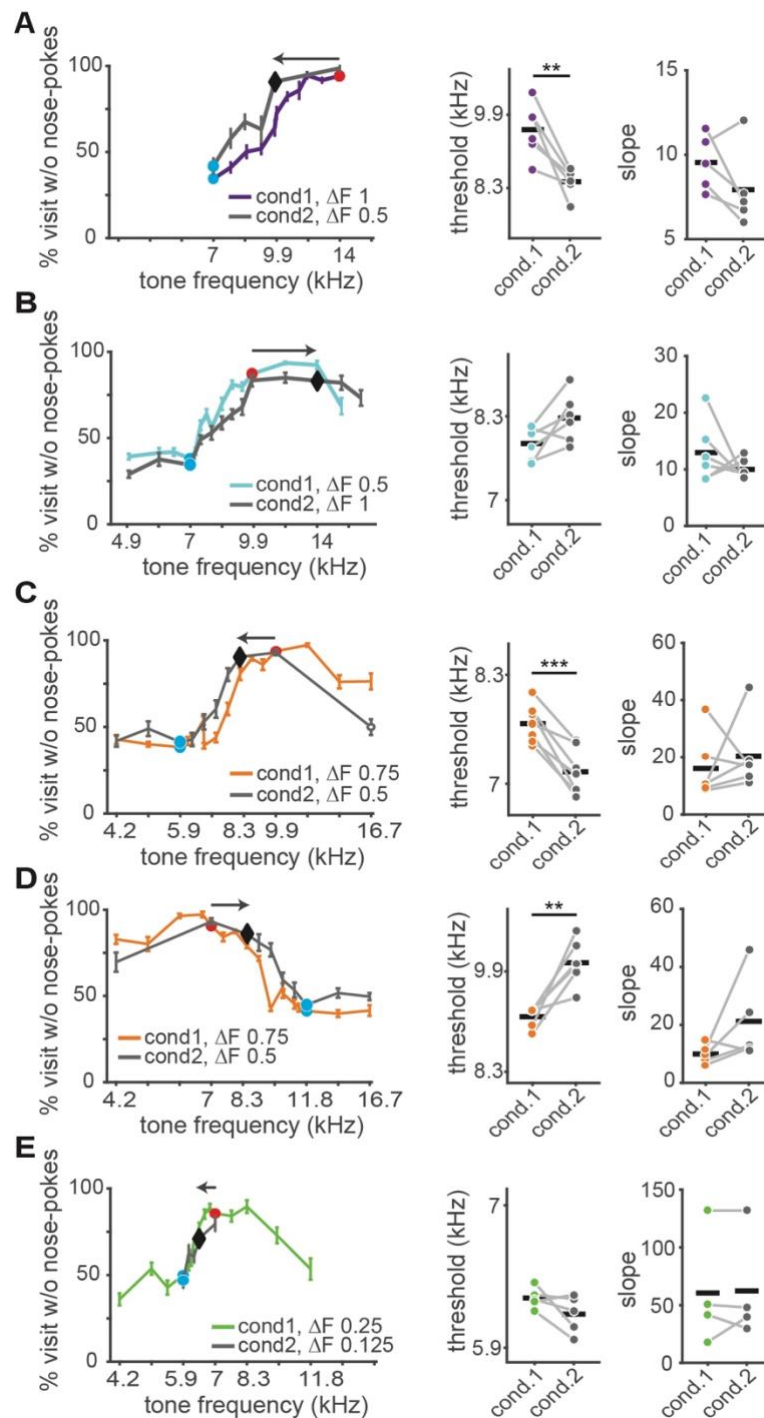 A
% visit w/o nose-pokes
100
50
0
cond1, ΔF 1
cond2, ΔF 0.5
7 9.9 14
tone frequency (kHz)
**
threshold (kHz)
9.9
8.3
cond.1 cond.2
slope
15
10
5
cond.1 cond.2
B
% visit w/o nose-pokes
100
50
0
cond1, ΔF 0.5
cond2, ΔF 1
4.9 7 9.9 14
tone frequency (kHz)
threshold (kHz)
8.3
7
cond.1 cond.2
slope
30
20
10
0
cond.1 cond.2
C
% visit w/o nose-pokes
100
50
0
cond1, ΔF 0.75
cond2, ΔF 0.5
4.2 5.9 8.3 9.9 16.7
tone frequency (kHz)
***
threshold (kHz)
8.3
7
cond.1 cond.2
slope
60
40
20
0
cond.1 cond.2
D
% visit w/o nose-pokes
100
50
0
cond1, ΔF 0.75
cond2, ΔF 0.5
4.2 7 8.3 11.8 16.7
tone frequency (kHz)
**
threshold (kHz)
9.9
8.3
cond.1 cond.2
slope
60
40
20
0
cond.1 cond.2
E
% visit w/o nose-pokes
100
50
0
cond1, ΔF 0.25
cond2, ΔF 0.125
4.2 5.9 7 8.3 11.8
tone frequency (kHz)
threshold (kHz)
7
5.9
cond.1 cond.2
slope
150
100
50
0
cond.1 cond.2